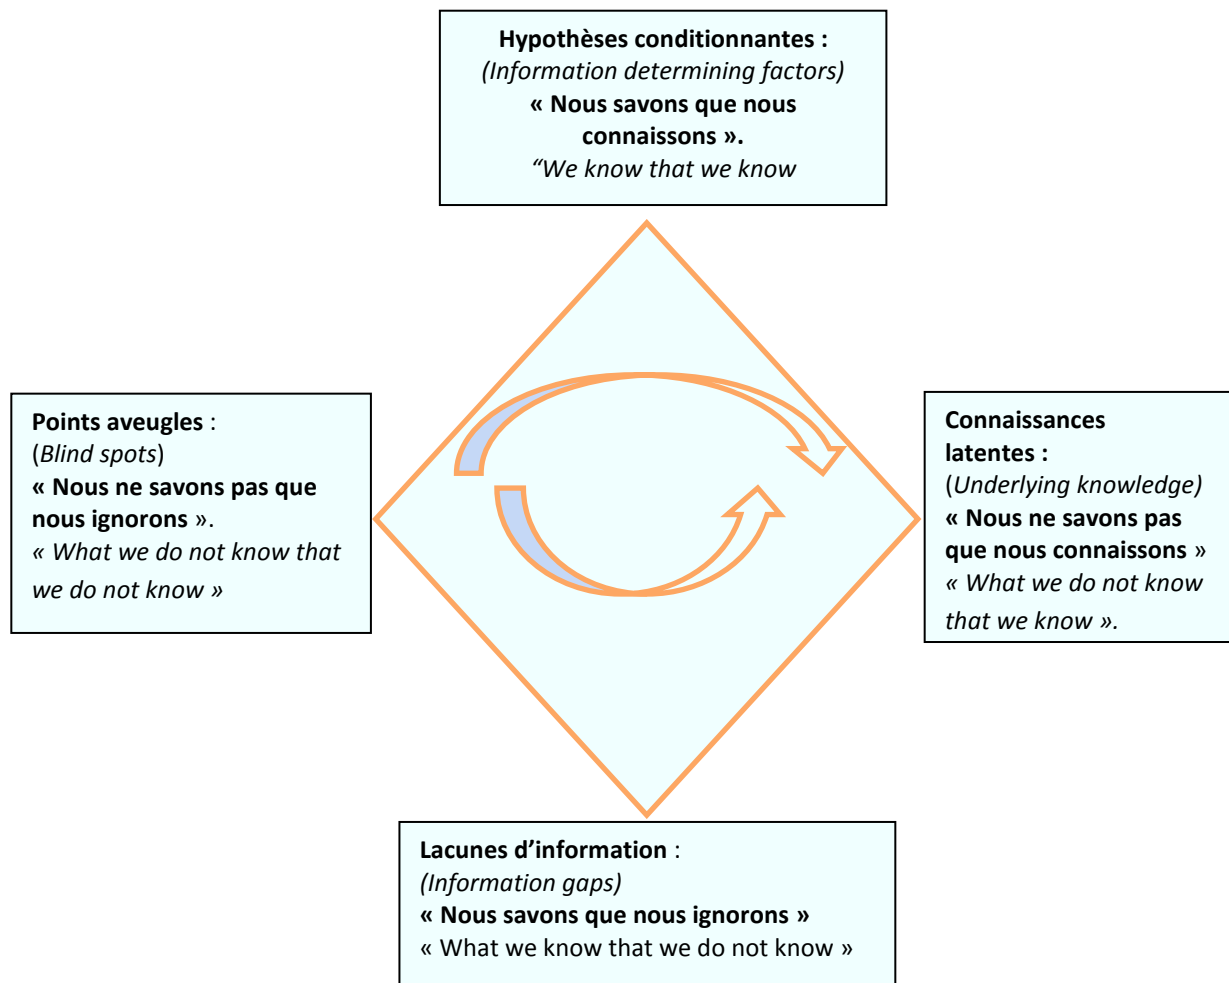 Hypothèses conditionnantes :
(Information determining factors)
« Nous savons que nous
connaissons ».
“We know that we know
Points aveugles :
(Blind spots)
« Nous ne savons pas que
nous ignorons ».
« What we do not know that
we do not know »
Connaissances
latentes :
(Underlying knowledge)
« Nous ne savons pas
que nous connaissons »
« What we do not know
that we know ».
Lacunes d’information :
(Information gaps)
« Nous savons que nous ignorons »
« What we know that we do not know »